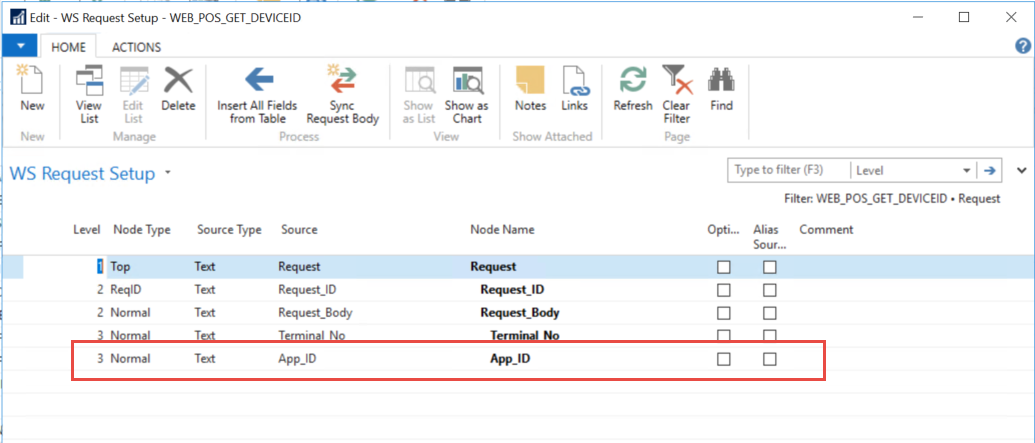 Edit - WS Request Setup - WEB_POS_GET_DEVICEID
HOME ACTIONS
New View List Edit List Delete Insert All Fields from Table Sync Request Body Show as List Show as Chart Notes Links Refresh Clear Filter Find
New Manage Process View Show Attached Page
WS Request Setup
Type to filter (F3) Level
Filter: WEB_POS_GET_DEVICEID • Request
Level Node Type Source Type Source Node Name Opti... Alias Sour... Comment
1 Top Text Request Request
2 ReqID Text Request_ID Request_ID
2 Normal Text Request_Body Request_Body
3 Normal Text Terminal_No Terminal_No
3 Normal Text App_ID App_ID